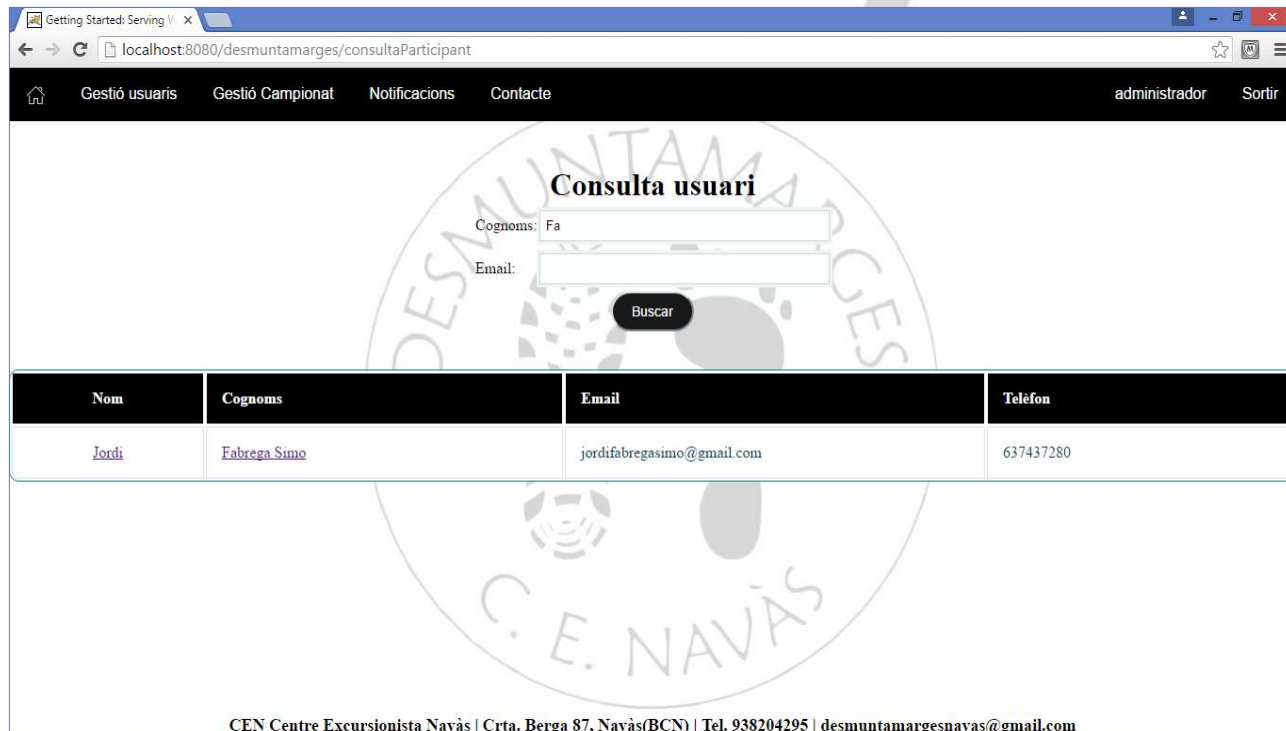 Getting Started: Serving W
localhost:8080/desmuntamarges/consultaParticipant
Gestió usuaris Gestió Campionat Notificacions Contacte administrador Sortir
DESMUNTAMARGES
Consulta usuari
Cognoms: Fa
Email:
Buscar
Nom Cognoms Email Telèfon
Jordi Fabrega Simo jordifabregasimo@gmail.com 637437280
C. E. NAVÀS
CEN Centre Excursionista Navàs | Crta. Berga 87, Navàs(BCN) | Tel. 938204295 | desmuntamargesnavas@gmail.com